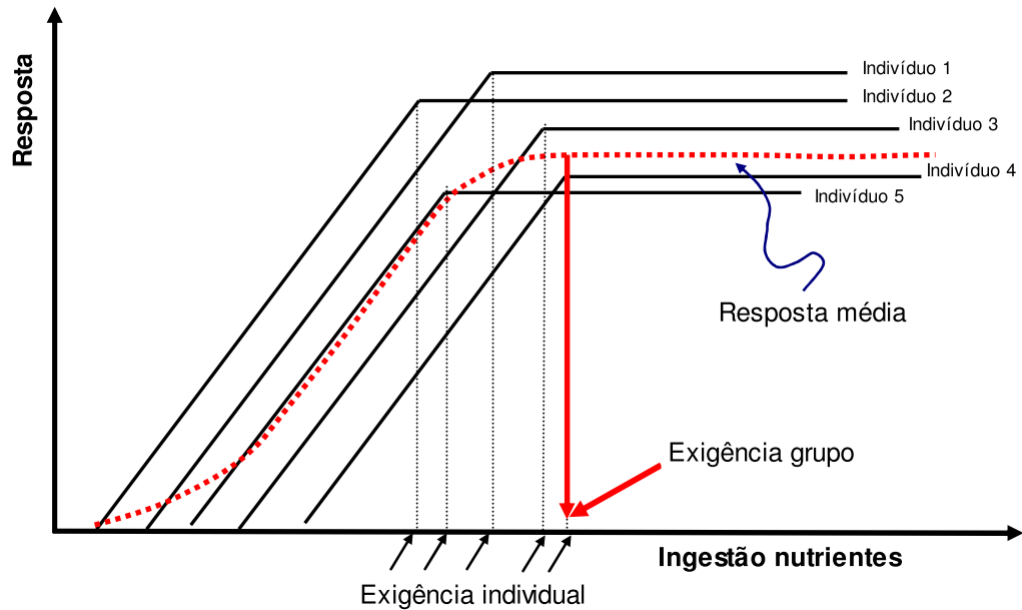 Resposta
Indivíduo 1
Indivíduo 2
Indivíduo 3
Indivíduo 4
Indivíduo 5
Resposta média
Exigência grupo
Ingestão nutrientes
Exigência individual